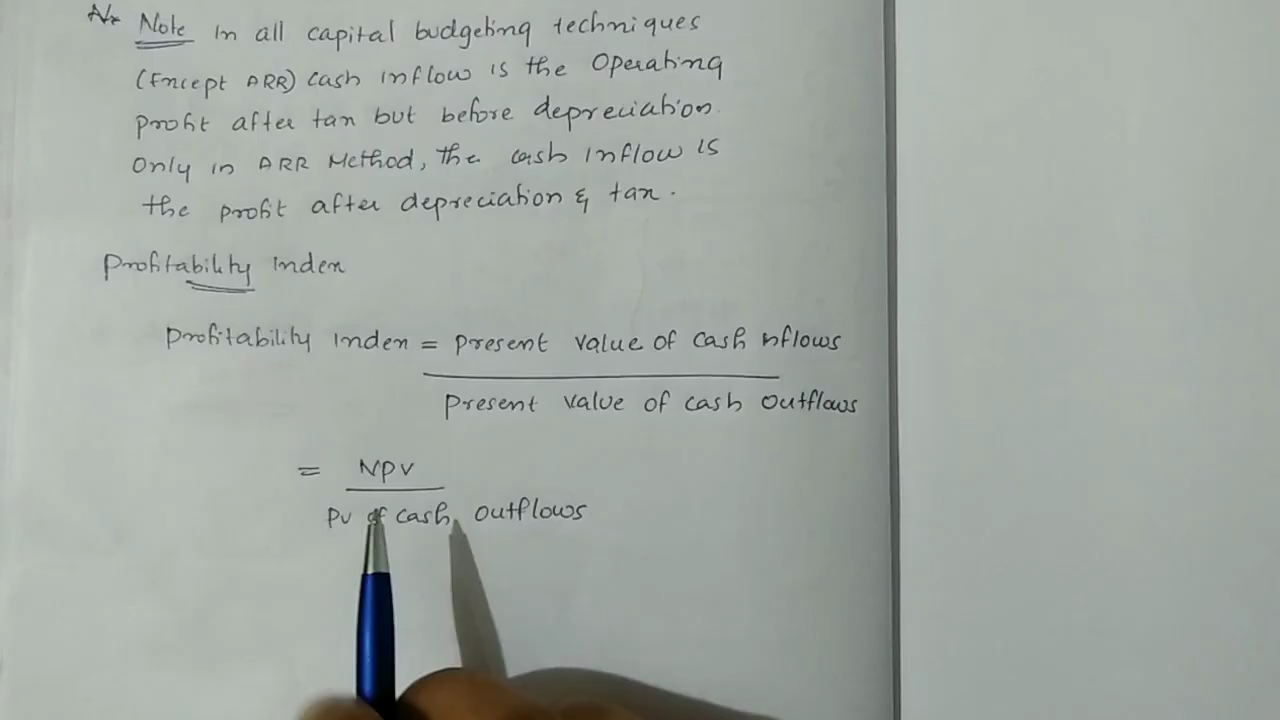 Note In all capital budgeting techniques
(Except ARR) cash inflow is the operating
profit after tax but before depreciation.
Only in ARR Method, the cash inflow is
the profit after depreciation & tax.
Profitability Index
Profitability Index = Present value of cash inflows
Present value of cash outflows
= NPV
PV of cash outflows